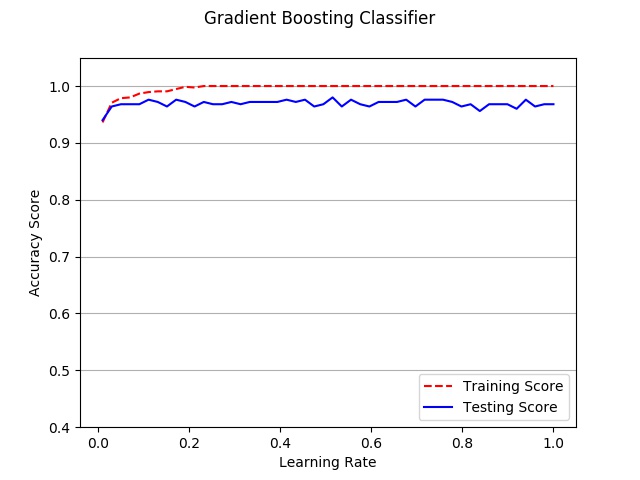 Gradient Boosting Classifier
1.0
0.9
0.8
0.7
0.6
0.5
0.4
Accuracy Score
Training Score
Testing Score
0.0 0.2 0.4 0.6 0.8 1.0
Learning Rate